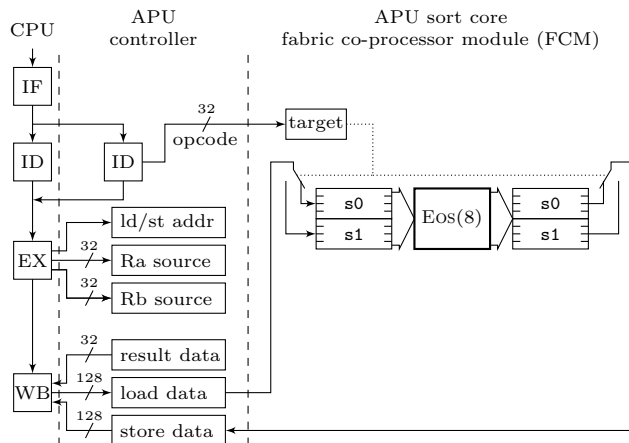 CPU
APU
controller
APU sort core
fabric co-processor module (FCM)
IF
32
opcode
target
ID
ID
s0
s1
Eos(8)
s0
s1
ld/st addr
EX
32
Ra source
32
Rb source
32
result data
WB
128
load data
128
store data